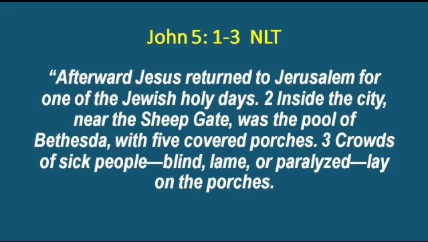 John 5: 1-3 NLT
“Afterward Jesus returned to Jerusalem for
one of the Jewish holy days. 2 Inside the city,
near the Sheep Gate, was the pool of
Bethesda, with five covered porches. 3 Crowds
of sick people—blind, lame, or paralyzed—lay
on the porches.